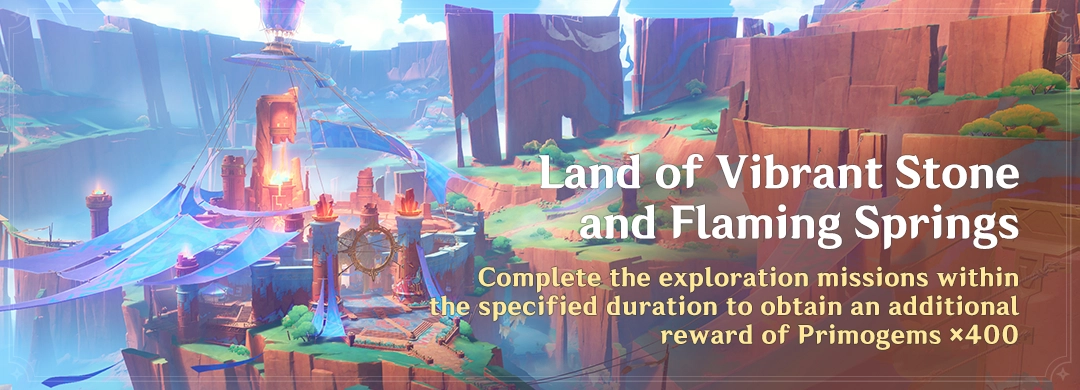 Land of Vibrant Stone
and Flaming Springs
Complete the exploration missions within
the specified duration to obtain an additional
reward of Primogems ×400